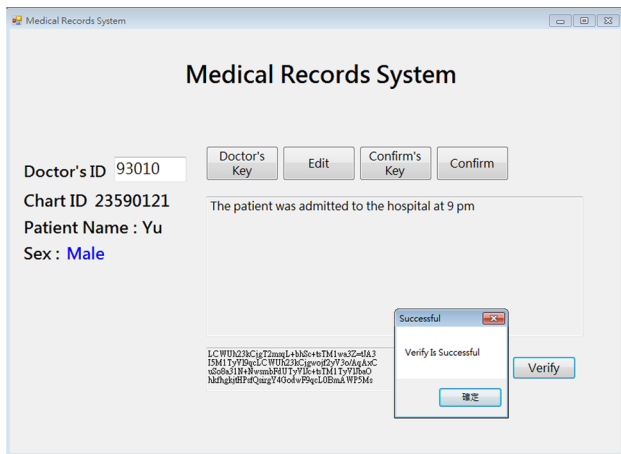 Medical Records System
Medical Records System
Doctor's ID 93010
Doctor's Key
Edit
Confirm's Key
Confirm
Chart ID 23590121
Patient Name : Yu
Sex : Male
The patient was admitted to the hospital at 9 pm
Successful
Verify Is Successful
確定
Verify